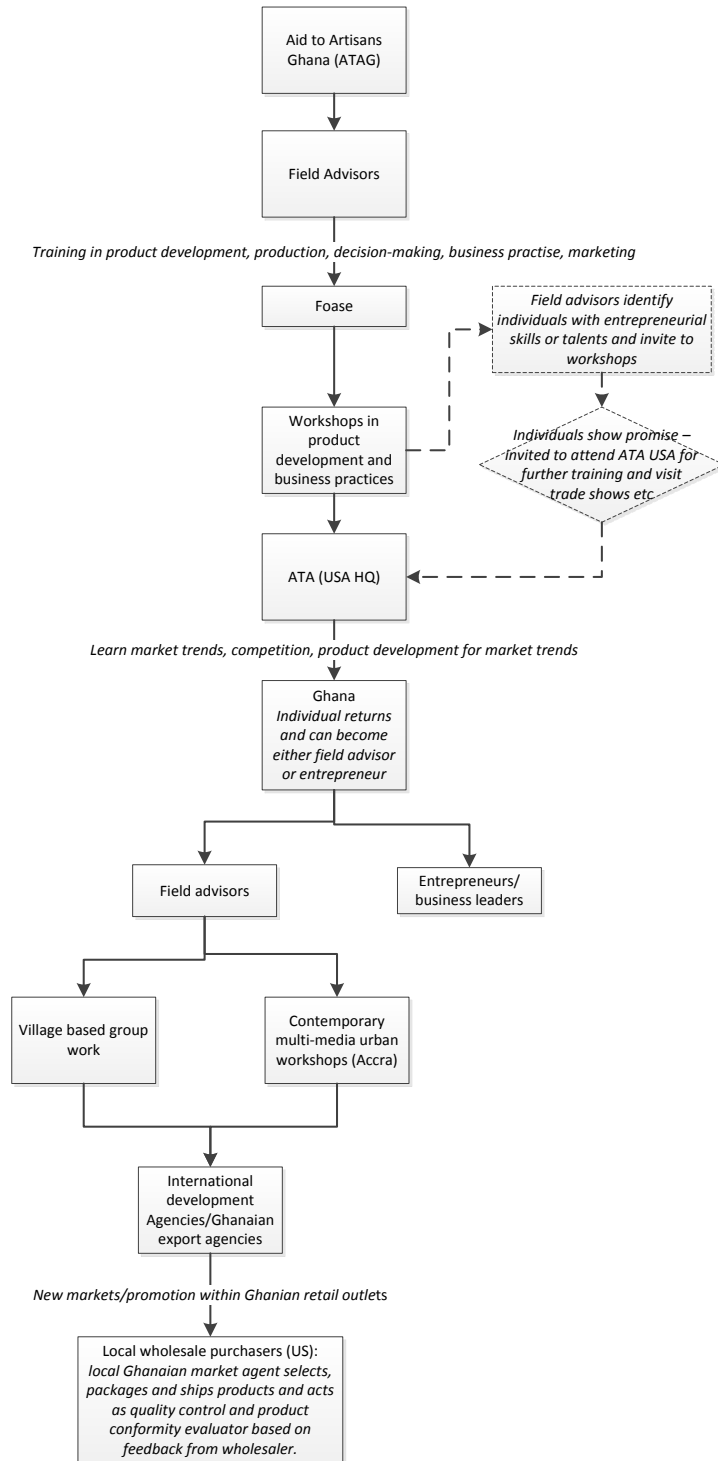 Aid to Artisans
Ghana (ATAG)
Field Advisors
Training in product development, production, decision-making, business practise, marketing
Foase
Field advisors identify
individuals with entrepreneurial
skills or talents and invite to
workshops
Workshops in
product
development and
business practices
Individuals show promise –
Invited to attend ATA USA for
further training and visit
trade shows etc
ATA (USA HQ)
Learn market trends, competition, product development for market trends
Ghana
Individual returns
and can become
either field advisor
or entrepreneur
Field advisors
Entrepreneurs/
business leaders
Village based group
work
Contemporary
multi-media urban
workshops (Accra)
International
development
Agencies/Ghanaian
export agencies
New markets/promotion within Ghanian retail outlets
Local wholesale purchasers (US):
local Ghanaian market agent selects,
packages and ships products and acts
as quality control and product
conformity evaluator based on
feedback from wholesaler.